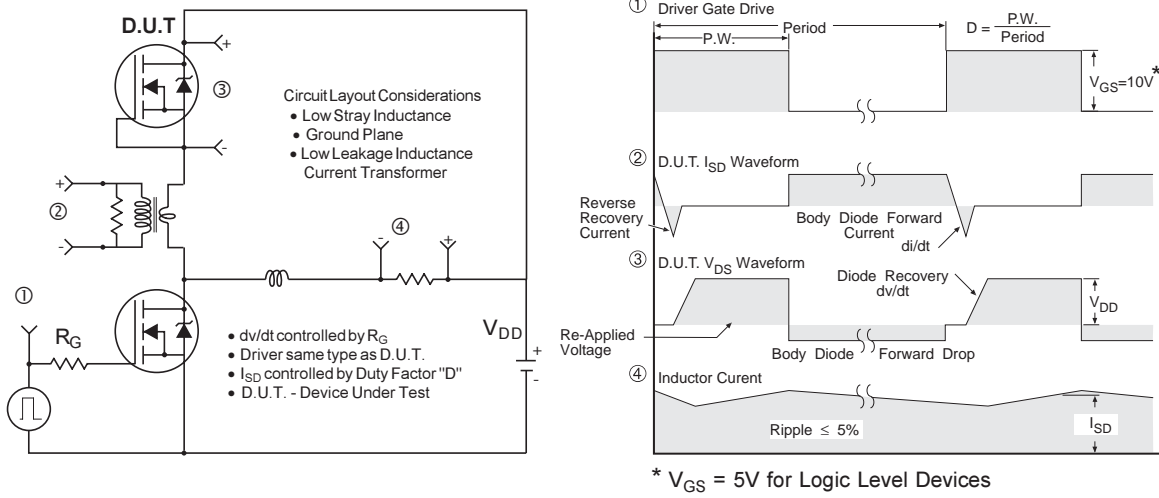 D.U.T
+
③
-
Circuit Layout Considerations
• Low Stray Inductance
• Ground Plane
• Low Leakage Inductance
Current Transformer
+
②
-
④
- +
①
R_G
V_DD
+
-
• dv/dt controlled by R_G
• Driver same type as D.U.T.
• I_SD controlled by Duty Factor "D"
• D.U.T. - Device Under Test
① Driver Gate Drive
P.W.
Period
D = P.W. / Period
V_GS=10V *
② D.U.T. I_SD Waveform
Reverse
Recovery
Current
Body Diode Forward
Current
di/dt
③ D.U.T. V_DS Waveform
Diode Recovery
dv/dt
V_DD
Re-Applied
Voltage
Body Diode Forward Drop
④ Inductor Curent
Ripple ≤ 5%
I_SD
* V_GS = 5V for Logic Level Devices